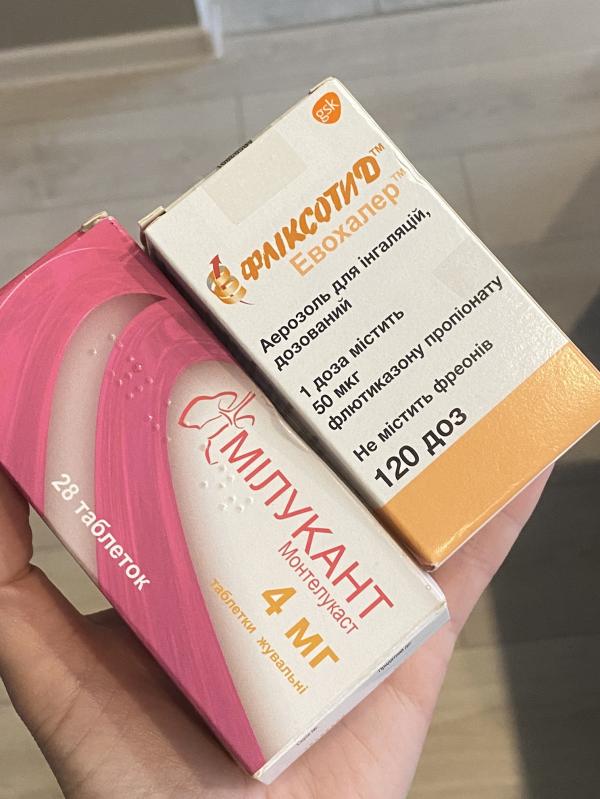 gsk
ФЛІКСОТИД™
Евохалер™
Аерозоль для інгаляцій,
дозований
1 доза містить
50 мкг
флютиказону пропіонату
Не містить фреонів
120 доз
МІЛУКАНТ
Монтелукаст
4 мг
таблетки жувальні
28 таблеток